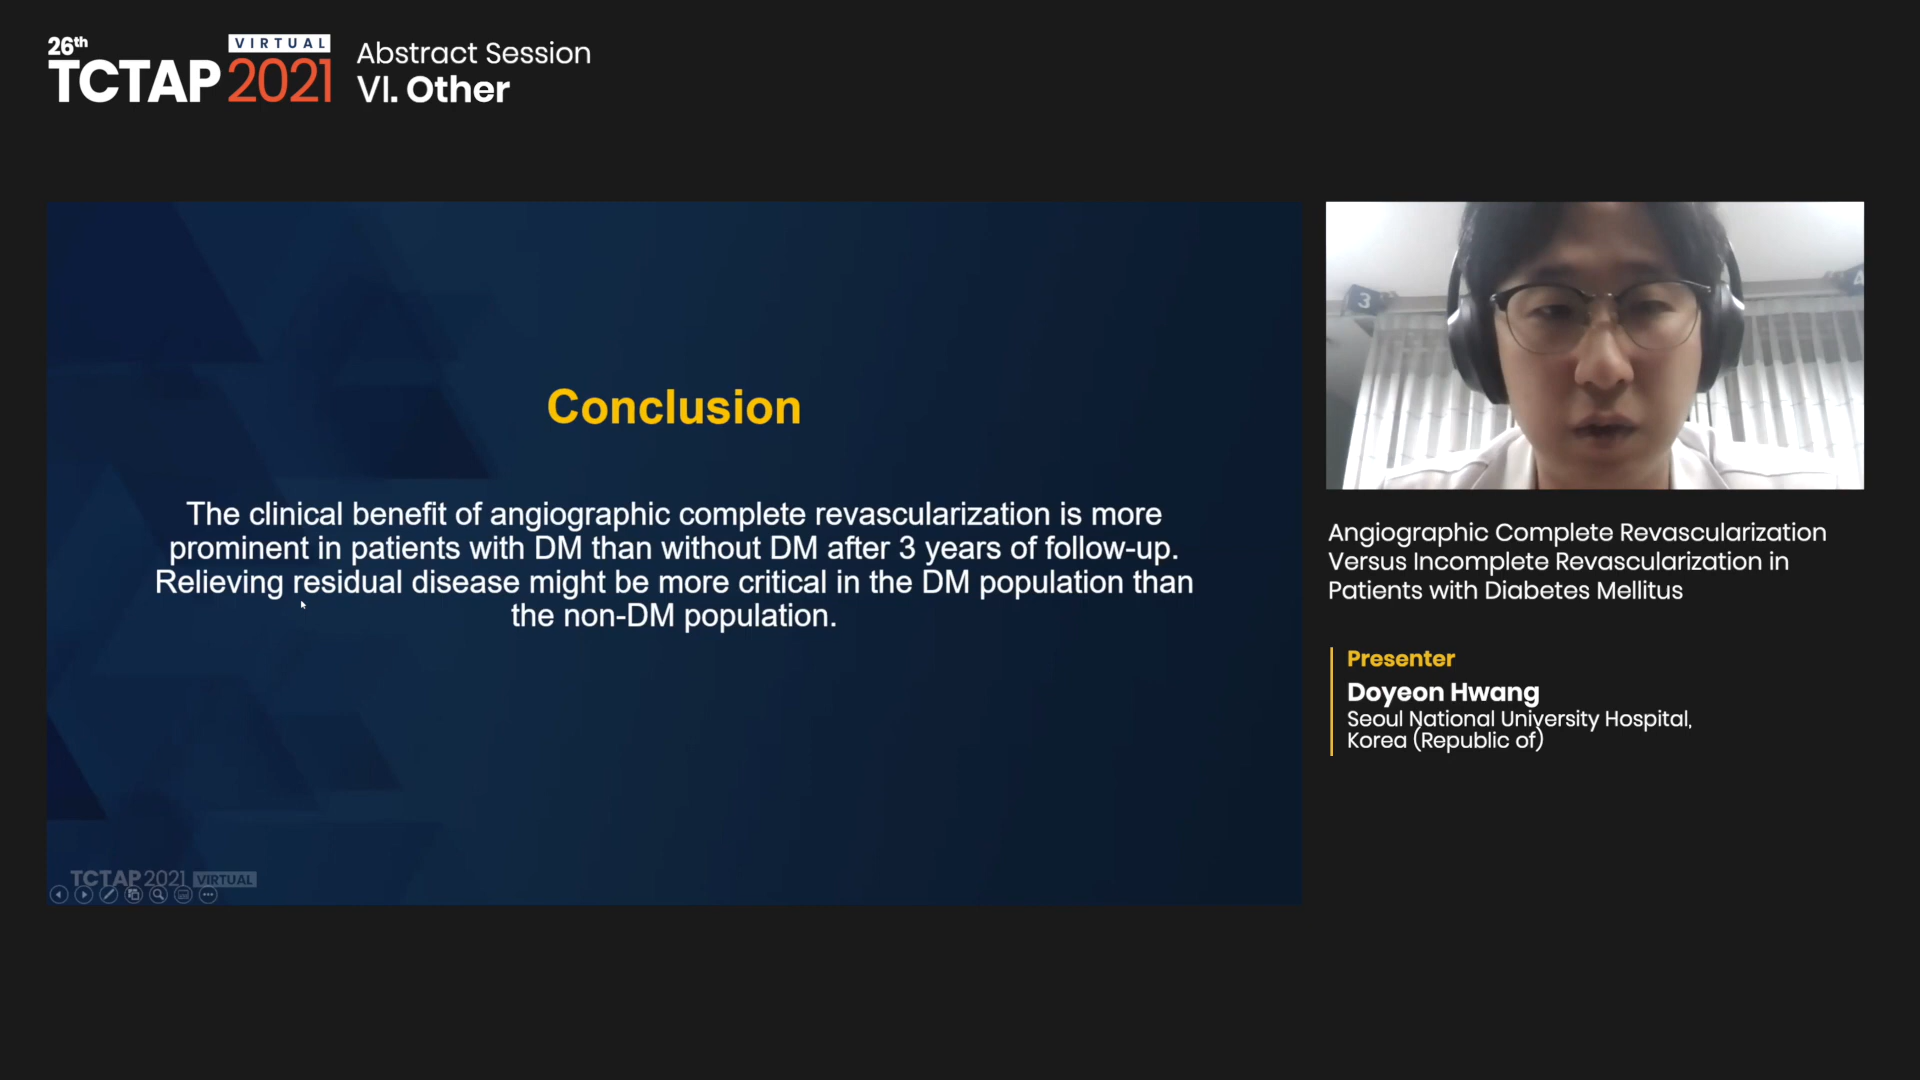 26th
VIRTUAL
TCTAP 2021
Abstract Session
VI. Other
Conclusion
The clinical benefit of angiographic complete revascularization is more
prominent in patients with DM than without DM after 3 years of follow-up.
Relieving residual disease might be more critical in the DM population than
the non-DM population.
TCTAP 2021 VIRTUAL
3
Angiographic Complete Revascularization
Versus Incomplete Revascularization in
Patients with Diabetes Mellitus
Presenter
Doyeon Hwang
Seoul National University Hospital,
Korea (Republic of)